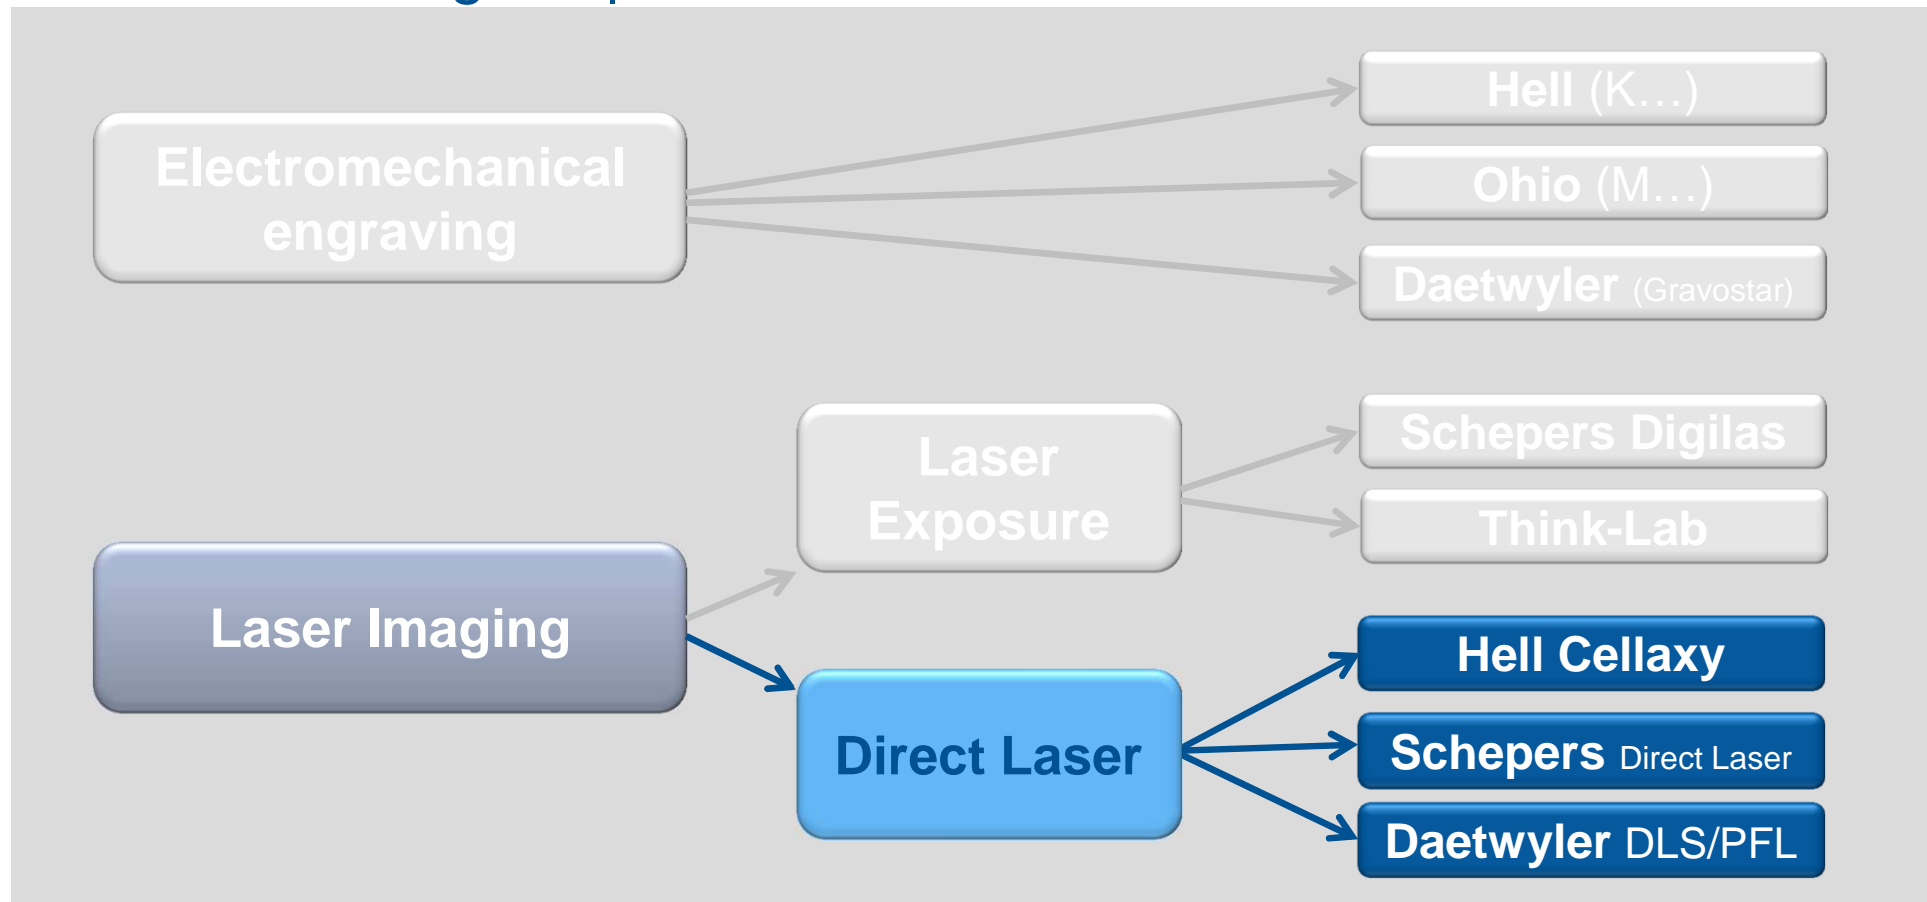 Hell (K…)
Electromechanical
engraving
Ohio (M…)
Daetwyler (Gravostar)
Laser
Exposure
Schepers Digilas
Think-Lab
Laser Imaging
Direct Laser
Hell Cellaxy
Schepers Direct Laser
Daetwyler DLS/PFL